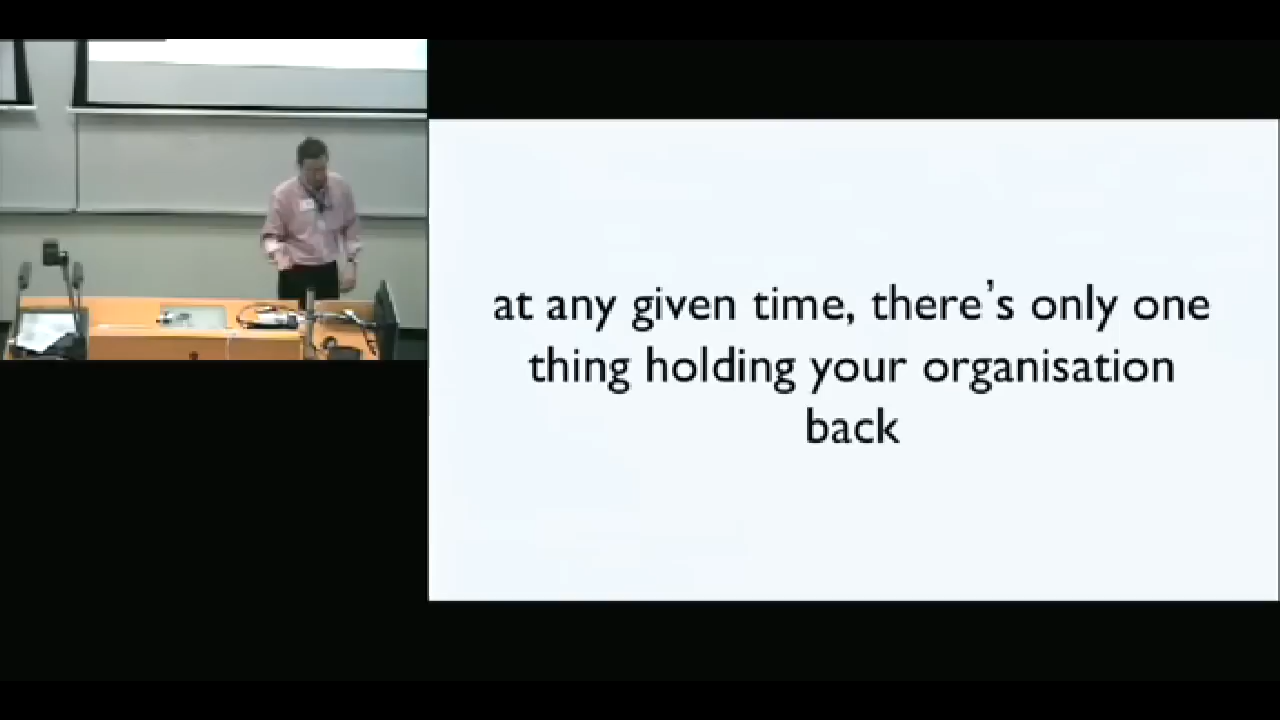 at any given time, there's only one
thing holding your organisation
back